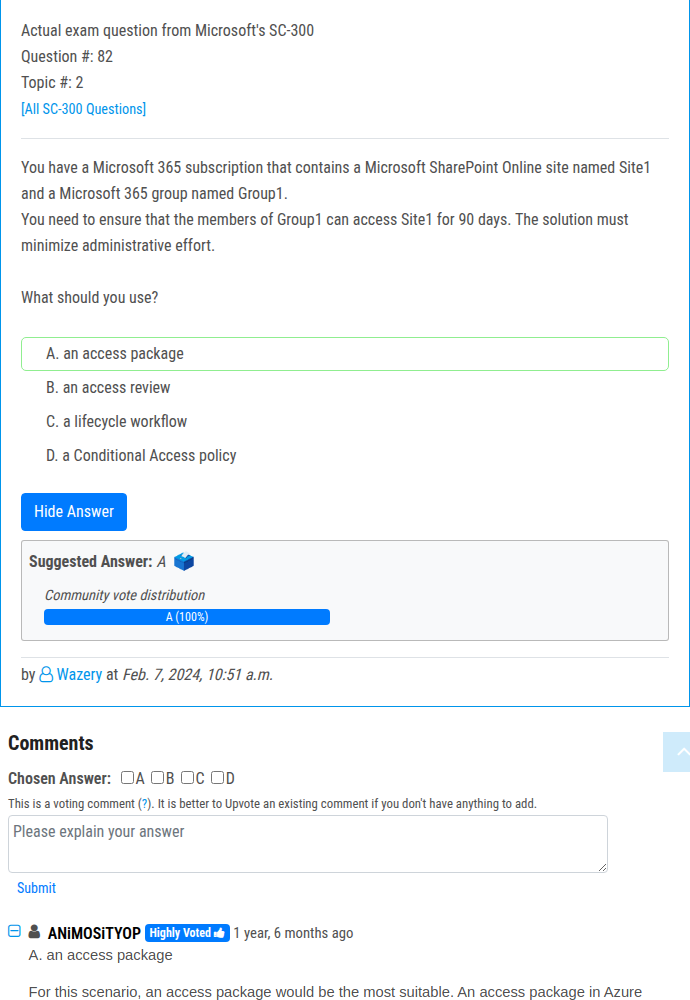 Actual exam question from Microsoft's SC-300
Question #: 82
Topic #: 2
[All SC-300 Questions]
You have a Microsoft 365 subscription that contains a Microsoft SharePoint Online site named Site1
and a Microsoft 365 group named Group1.
You need to ensure that the members of Group1 can access Site1 for 90 days. The solution must
minimize administrative effort.
What should you use?
A. an access package
B. an access review
C. a lifecycle workflow
D. a Conditional Access policy
Hide Answer
Suggested Answer: A
Community vote distribution
A (100%)
by Wazery at Feb. 7, 2024, 10:51 a.m.
Comments
Chosen Answer: A B C D
This is a voting comment (?). It is better to Upvote an existing comment if you don't have anything to add.
Please explain your answer
Submit
ANiMOSiTYOP Highly Voted 1 year, 6 months ago
A. an access package
For this scenario, an access package would be the most suitable. An access package in Azure